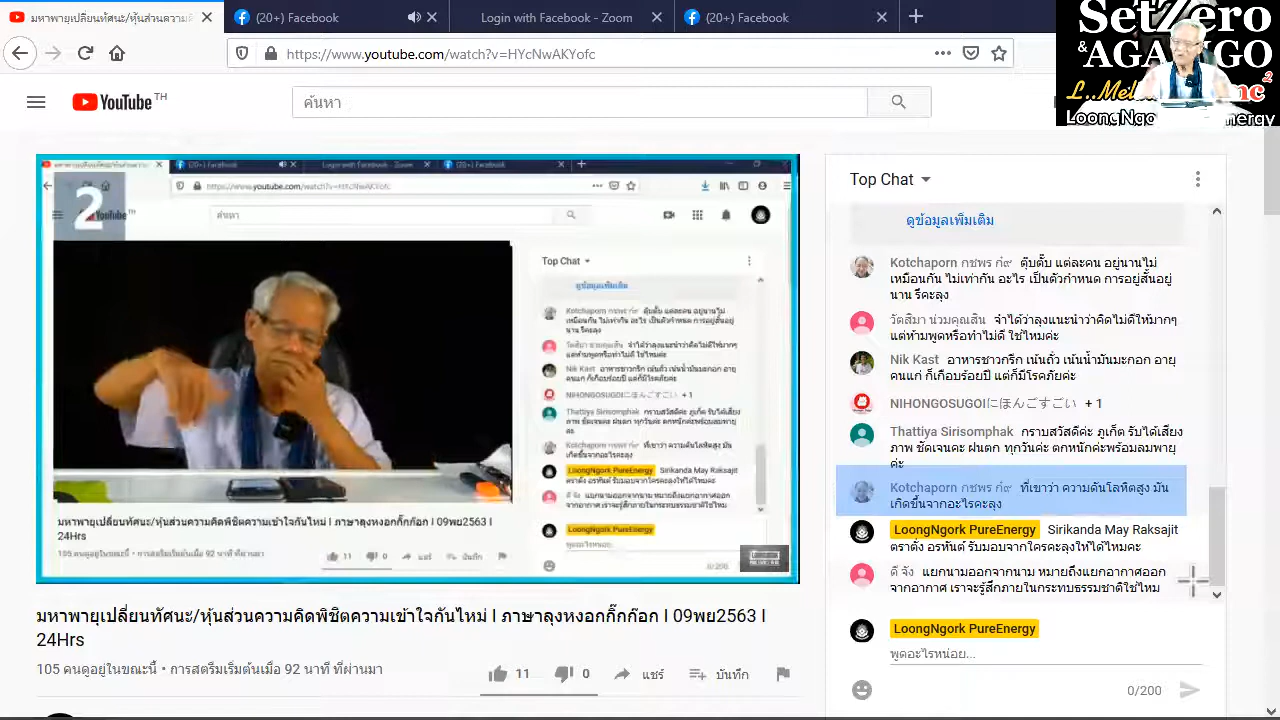 มหาพายุเปลี่ยนทัศนะ/หุ้นส่วนความคิ
(20+) Facebook
Login with Facebook - Zoom
(20+) Facebook
https://www.youtube.com/watch?v=HYcNwAKYofc
SetZero
& AGAL GO
YouTube TH
ค้นหา
Top Chat
ดูข้อมูลเพิ่มเติม
Kotchaporn กชพร ก่๙ ตุ๊บตั๊บ แต่ละคน อยู่นานไม่
เหมือนกัน ไม่เท่ากัน อะไร เป็นตัวกำหนด การอยู่สั้นอยู่
นาน รึคะลุง
วัตสิมา น่วมคุณสิน จำได้ว่าลุงแนะนำว่าคิดไม่ดีให้มากๆ
แต่ห้ามพูดหรือทำไม่ดี ใช่ไหมค่ะ
Nik Kast อาหารชาวกรีก เน้นถั่ว เน้นน้ำมันมะกอก อายุ
คนแก่ ก็เกือบร้อยปี แต่ก็มีโรคภัยค่ะ
NIHONGOSUGOIにほんごすごい + 1
Thattiya Sirisomphak กราบสวัสดีค่ะ ภูเก็ต รับได้เสียง
ภาพ ชัดเจนคะ ฝนตก ทุกวันค่ะ ตกหนักค่ะพร้อมลมพายุ
ค่ะ
Kotchaporn กชพร ก่๙ ที่เขาว่า ความดันโลหิตสูง มัน
เกิดขึ้นจากอะไรคะลุง
LoongNgork PureEnergy Sirikanda May Raksajit
ตราดั่ง อรหันต์ รับมอบจากใครคะลุงให้ได้ไหมคะ
ดี จัง แยกนามออกจากนาม หมายถึงแยกอากาศออก
จากอากาศ เราจะรู้สึกภายในกระทบธรรมชาติใช่ไหม
LoongNgork PureEnergy
พูดอะไรหน่อย...
0/200
2
มหาพายุเปลี่ยนทัศนะ/หุ้นส่วนความคิดพิชิตความเข้าใจกันไหม่ I ภาษาลุงหงอกกิ๊กก๊อก I 09พย2563 I
24Hrs
105 คนดูอยู่ในขณะนี้ • การสตรีมเริ่มต้นเมื่อ 92 นาที ที่ผ่านมา
11
0
แชร์
บันทึก